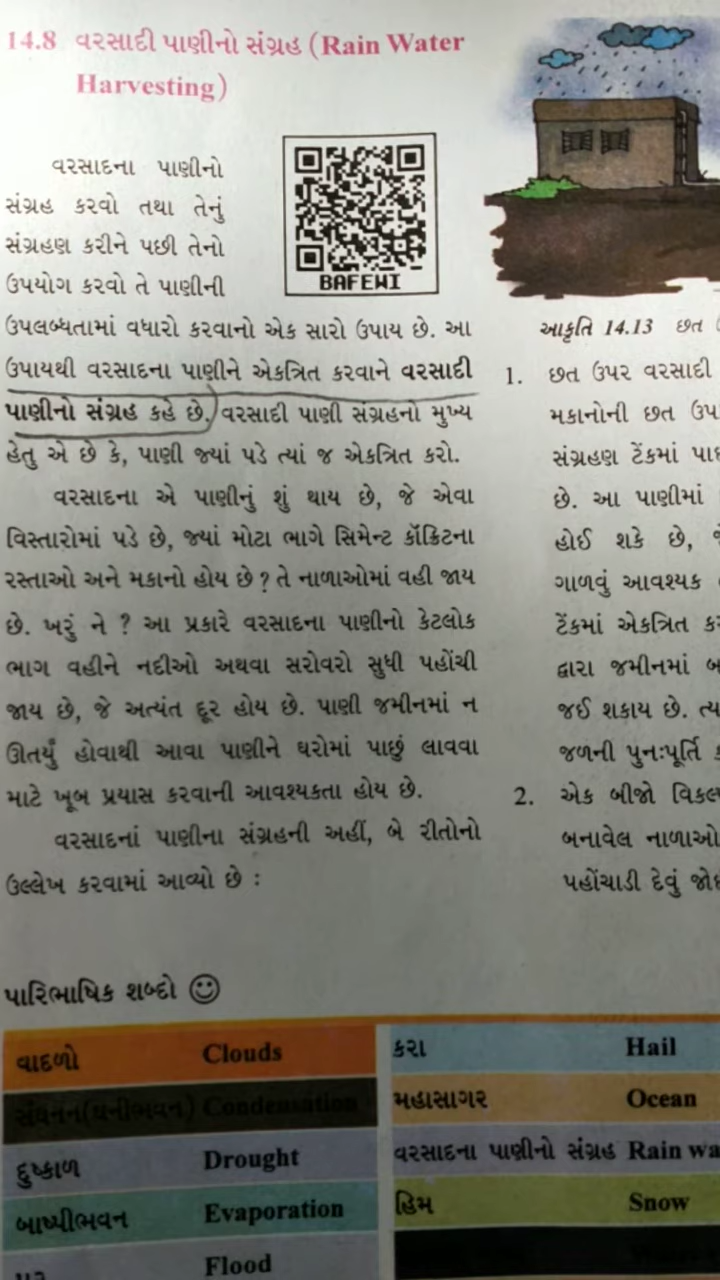 14.8 વરસાદી પાણીનો સંગ્રહ (Rain Water
Harvesting)
વરસાદના પાણીનો
સંગ્રહ કરવો તથા તેનું
સંગ્રહણ કરીને પછી તેનો
ઉપયોગ કરવો તે પાણીની
BAFEWI
ઉપલબ્ધતામાં વધારો કરવાનો એક સારો ઉપાય છે. આ
ઉપાયથી વરસાદના પાણીને એકત્રિત કરવાને વરસાદી
પાણીનો સંગ્રહ કહે છે. વરસાદી પાણી સંગ્રહનો મુખ્ય
હેતુ એ છે કે, પાણી જ્યાં પડે ત્યાં જ એકત્રિત કરો.
વરસાદના એ પાણીનું શું થાય છે, જે એવા
વિસ્તારોમાં પડે છે, જ્યાં મોટા ભાગે સિમેન્ટ કૉંક્રિટના
રસ્તાઓ અને મકાનો હોય છે ? તે નાળાઓમાં વહી જાય
છે. ખરું ને ? આ પ્રકારે વરસાદના પાણીનો કેટલોક
ભાગ વહીને નદીઓ અથવા સરોવરો સુધી પહોંચી
જાય છે, જે અત્યંત દૂર હોય છે. પાણી જમીનમાં ન
ઊતર્યું હોવાથી આવા પાણીને ઘરોમાં પાછું લાવવા
માટે ખૂબ પ્રયાસ કરવાની આવશ્યકતા હોય છે.
વરસાદનાં પાણીના સંગ્રહની અહીં, બે રીતોનો
ઉલ્લેખ કરવામાં આવ્યો છે :
આકૃતિ 14.13 છત
1. છત ઉપર વરસાદી
મકાનોની છત ઉપ
સંગ્રહણ ટેંકમાં
છે. આ પાણીમાં
હોઈ શકે છે,
ગાળવું આવશ્યક
ટેંકમાં એકત્રિત
દ્વારા જમીનમાં
જઈ શકાય છે.
જળની પુનઃપૂર્તિ
2. એક બીજો
બનાવેલ નાળાઓ
પહોંચાડી દેવું
પારિભાષિક શબ્દો ☺
વાદળો Clouds
સંઘનન(ઘનીભવન) Condensation
દુષ્કાળ Drought
બાષ્પીભવન Evaporation
Flood
કરા Hail
મહાસાગર Ocean
વરસાદના પાણીનો સંગ્રહ Rain wa
હિમ Snow